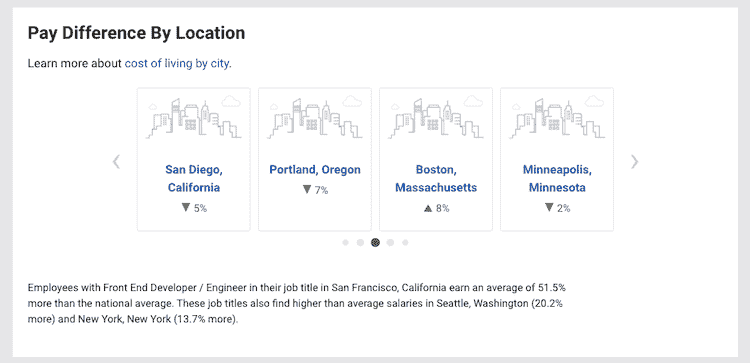 Pay Difference By Location
Learn more about cost of living by city.
San Diego,
California
▼ 5%
Portland, Oregon
▼ 7%
Boston,
Massachusetts
▲ 8%
Minneapolis,
Minnesota
▼ 2%
Employees with Front End Developer / Engineer in their job title in San Francisco, California earn an average of 51.5%
more than the national average. These job titles also find higher than average salaries in Seattle, Washington (20.2%
more) and New York, New York (13.7% more).